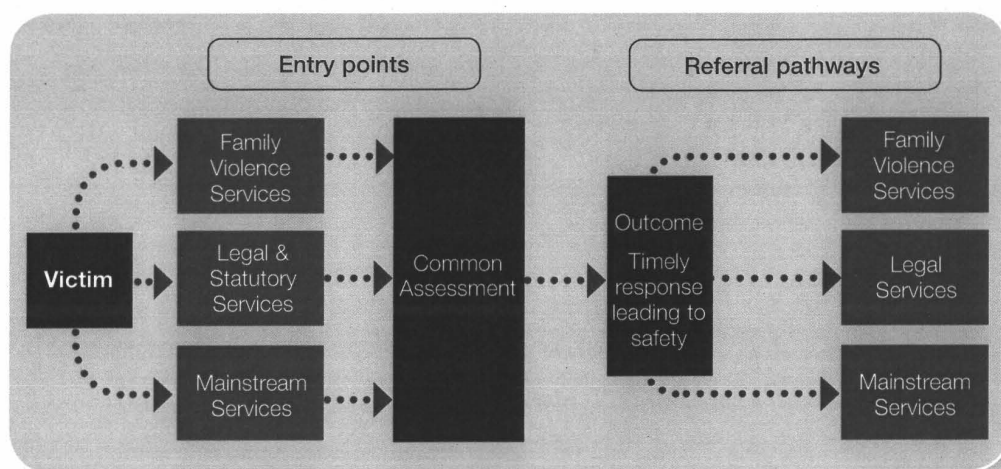 Entry points
Referral pathways
Victim
Family
Violence
Services
Legal &
Statutory
Services
Mainstream
Services
Common
Assessment
Outcome
Timely
response
leading to
safety
Family
Violence
Services
Legal
Services
Mainstream
Services